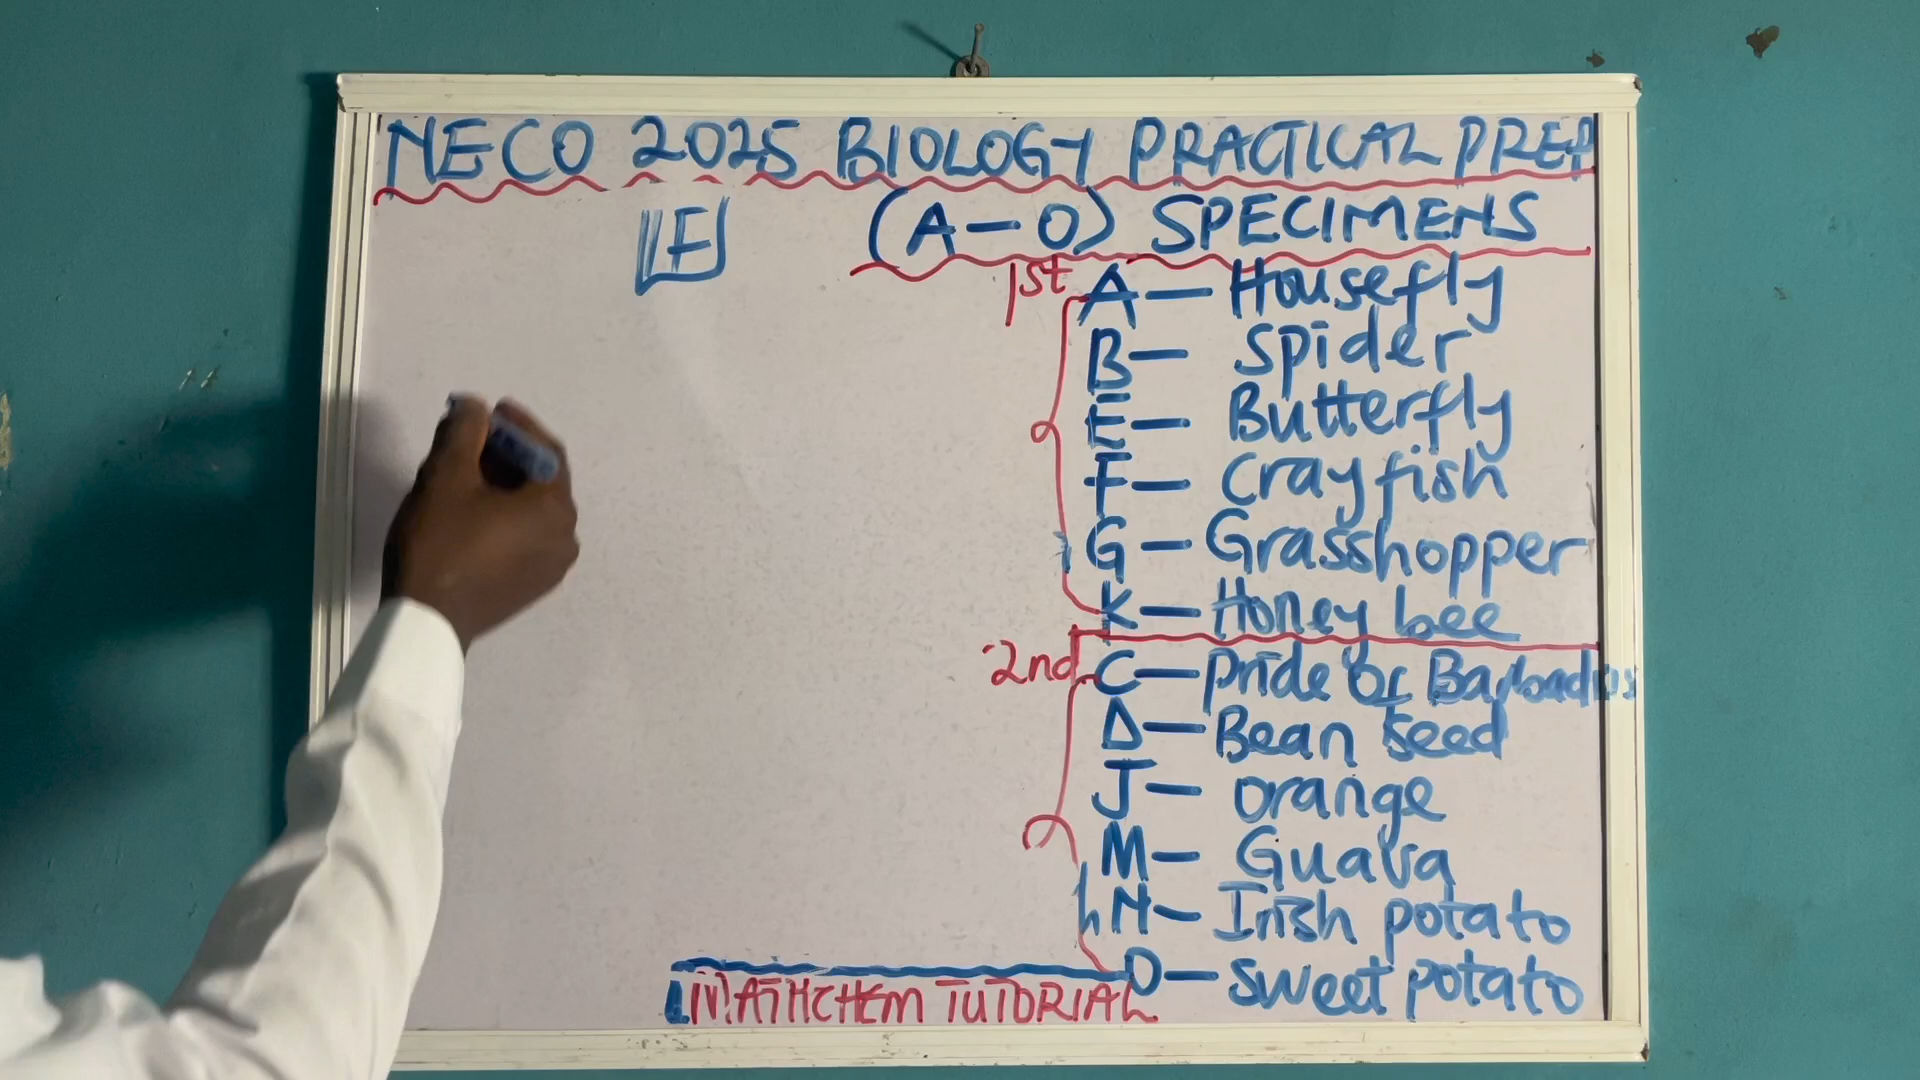 NECO 2025 BIOLOGY PRACTICAL PREP
(A-O) SPECIMENS
F
1st
A - Housefly
B - Spider
E - Butterfly
F - Crayfish
G - Grasshopper
K - Honey bee
2nd
C - Pride of Barbados
D - Bean seed
J - orange
M - Guava
N - Irish potato
O - sweet potato
MATHCHEM TUTORIAL